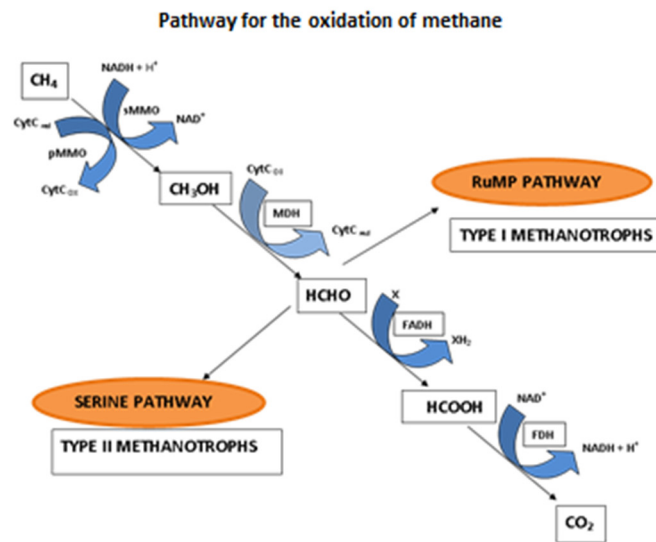 Pathway for the oxidation of methane
NADH + H⁺
CH₄
sMMO
NAD⁺
CytC red
pMMO
CytC ox
CH₃OH
CytC ox
MDH
CytC red
RuMP PATHWAY
TYPE I METHANOTROPHS
HCHO
X
FADH
XH₂
SERINE PATHWAY
TYPE II METHANOTROPHS
HCOOH
NAD⁺
FDH
NADH + H⁺
CO₂